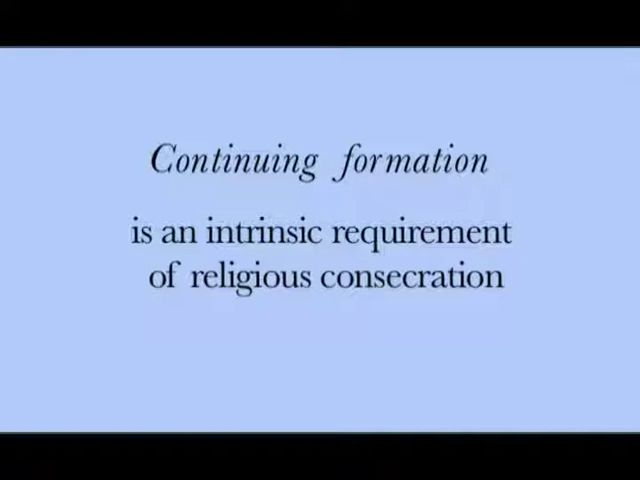 Continuing formation
is an intrinsic requirement
of religious consecration